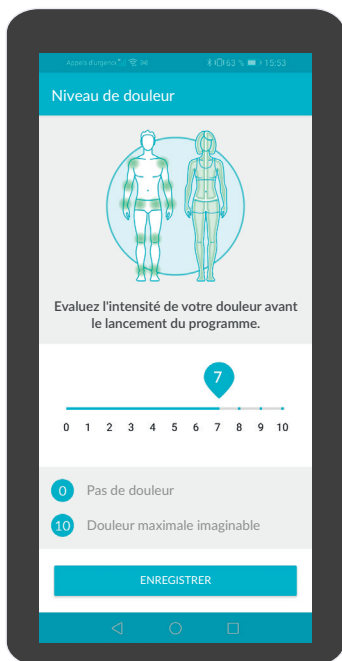 Appels d'urgence 63 % 15:53
Niveau de douleur
Evaluez l'intensité de votre douleur avant
le lancement du programme.
7
0 1 2 3 4 5 6 7 8 9 10
0 Pas de douleur
10 Douleur maximale imaginable
ENREGISTRER